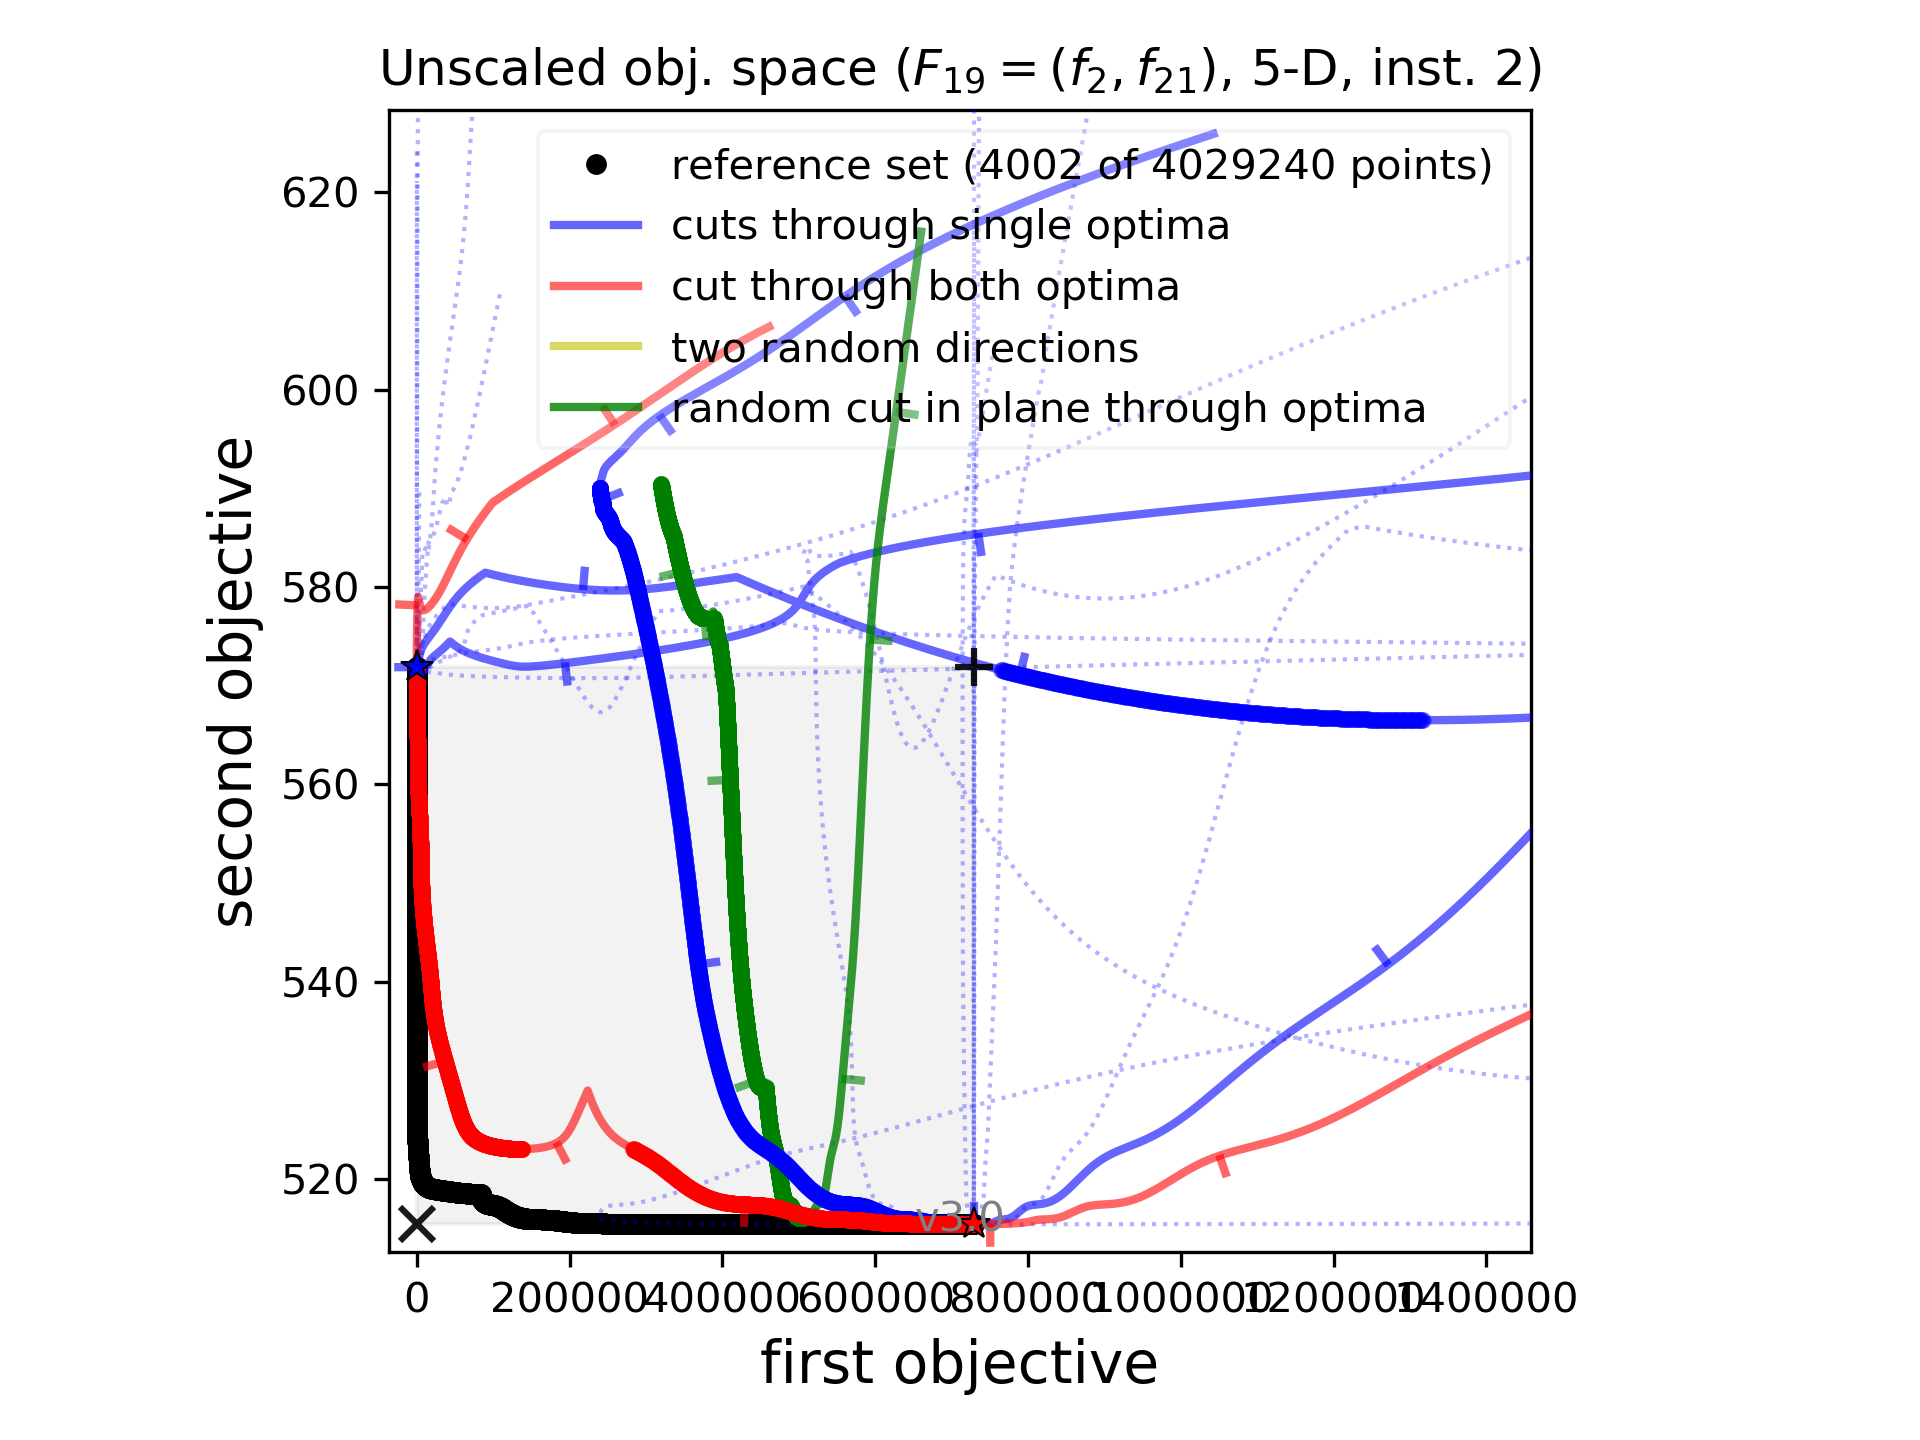 Unscaled obj. space (F₁₉ = (f₂, f₂₁), 5-D, inst. 2)
reference set (4002 of 4029240 points)
cuts through single optima
cut through both optima
two random directions
random cut in plane through optima
620
600
580
560
540
520
second objective
v3.0
0 200000 400000 600000 800000 1000000 1200000 1400000
first objective